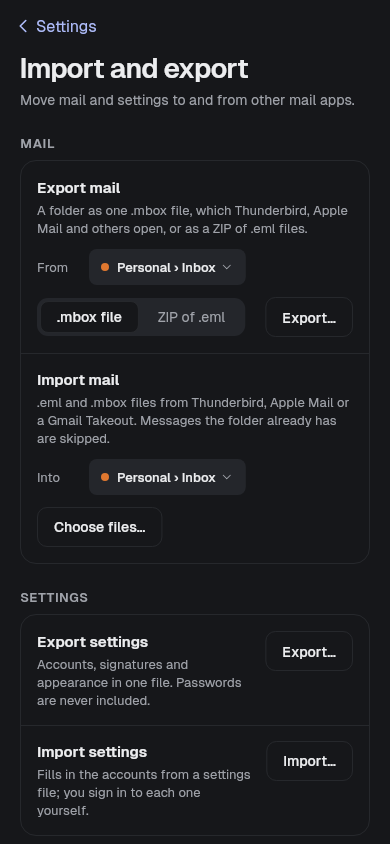 Settings
Import and export
Move mail and settings to and from other mail apps.
MAIL
Export mail
A folder as one .mbox file, which Thunderbird, Apple
Mail and others open, or as a ZIP of .eml files.
From
Personal › Inbox
.mbox file
ZIP of .eml
Export…
Import mail
.eml and .mbox files from Thunderbird, Apple Mail or
a Gmail Takeout. Messages the folder already has
are skipped.
Into
Personal › Inbox
Choose files…
SETTINGS
Export settings
Accounts, signatures and
appearance in one file. Passwords
are never included.
Export…
Import settings
Fills in the accounts from a settings
file; you sign in to each one
yourself.
Import…